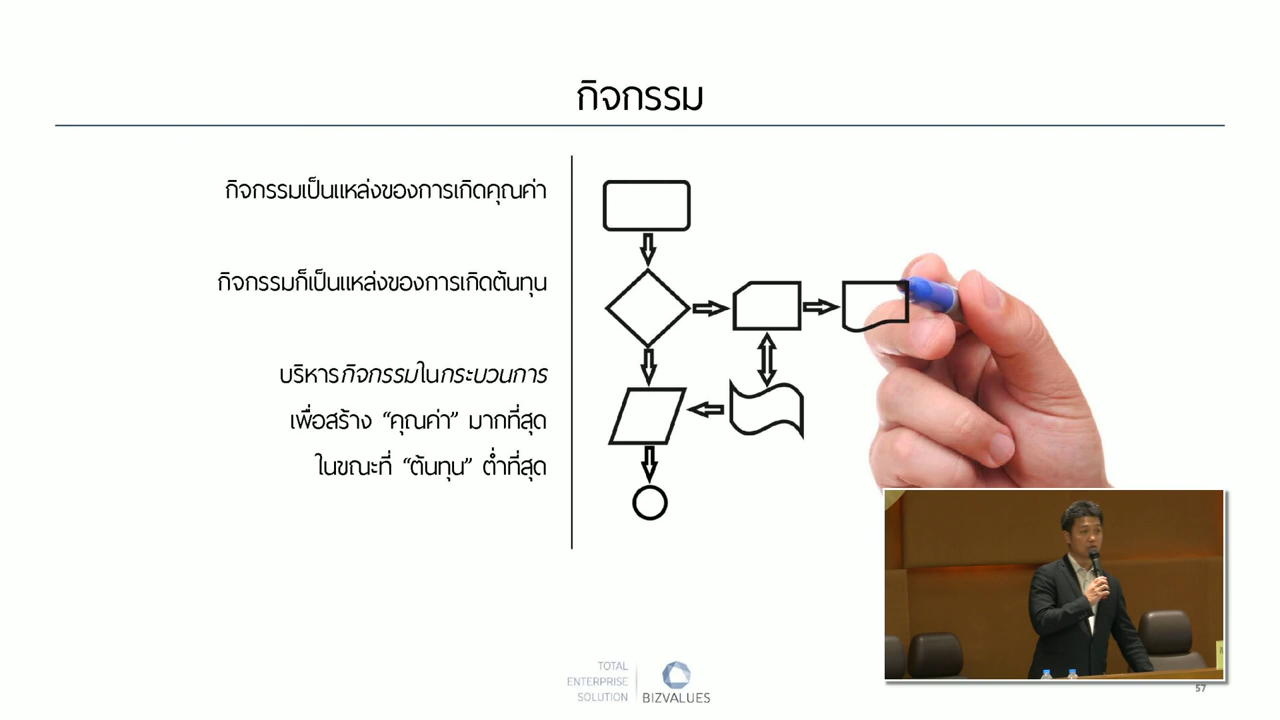 กิจกรรม
กิจกรรมเป็นแหล่งของการเกิดคุณค่า
กิจกรรมก็เป็นแหล่งของการเกิดต้นทุน
บริหารกิจกรรมในกระบวนการ
เพื่อสร้าง “คุณค่า” มากที่สุด
ในขณะที่ “ต้นทุน” ต่ำที่สุด
TOTAL
ENTERPRISE
SOLUTION
BIZVALUES
57